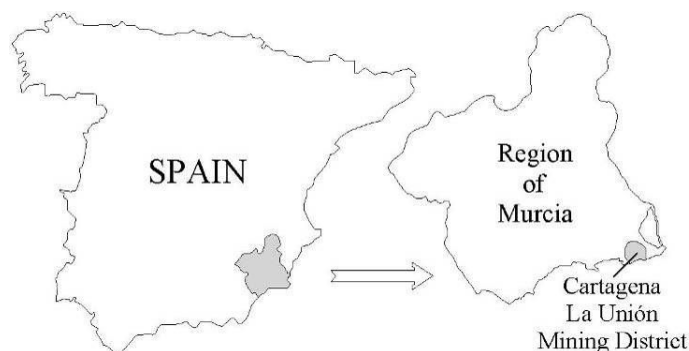 SPAIN
Region
of
Murcia
Cartagena
La Unión
Mining District